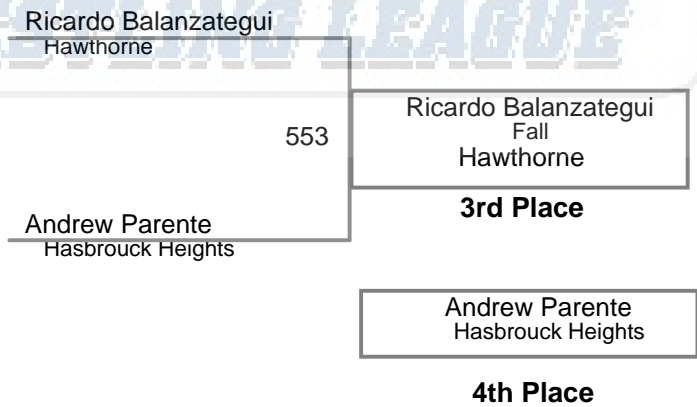 LEAGUE
Ricardo Balanzategui
Hawthorne
553
Ricardo Balanzategui
Fall
Hawthorne
3rd Place
Andrew Parente
Hasbrouck Heights
Andrew Parente
Hasbrouck Heights
4th Place